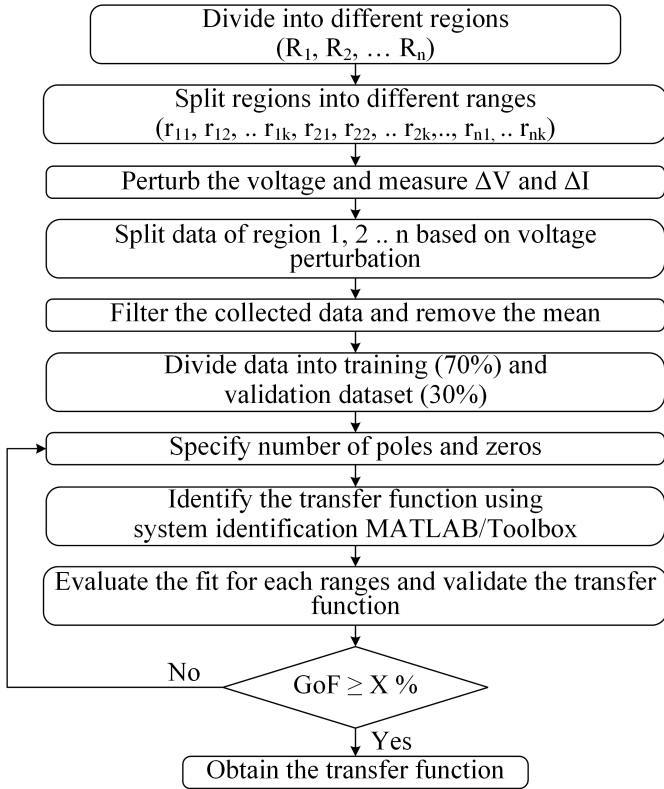 Divide into different regions
(R₁, R₂, … Rₙ)
Split regions into different ranges
(r₁₁, r₁₂, .. r₁ₖ, r₂₁, r₂₂, .. r₂ₖ,.., rₙ₁, .. rₙₖ)
Perturb the voltage and measure ΔV and ΔI
Split data of region 1, 2 .. n based on voltage
perturbation
Filter the collected data and remove the mean
Divide data into training (70%) and
validation dataset (30%)
Specify number of poles and zeros
Identify the transfer function using
system identification MATLAB/Toolbox
Evaluate the fit for each ranges and validate the transfer
function
No
GoF ≥ X %
Yes
Obtain the transfer function